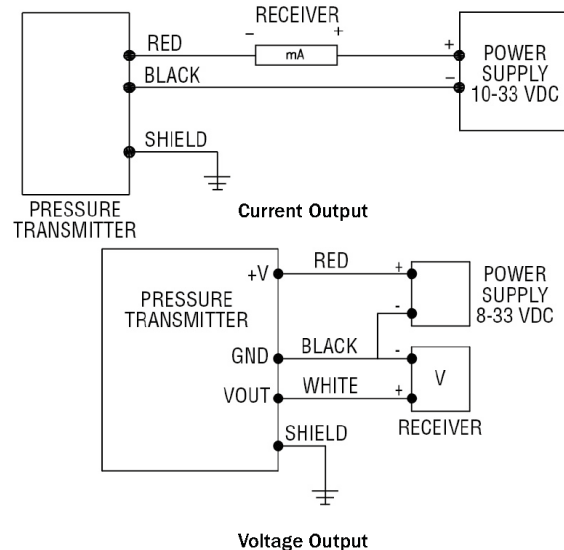 RECEIVER
RED
−
+
mA
+
BLACK
−
POWER
SUPPLY
10-33 VDC
SHIELD
PRESSURE
TRANSMITTER
Current Output
+V
RED
+
POWER
SUPPLY
8-33 VDC
PRESSURE
TRANSMITTER
-
GND
BLACK
-
V
VOUT
WHITE
+
RECEIVER
SHIELD
Voltage Output